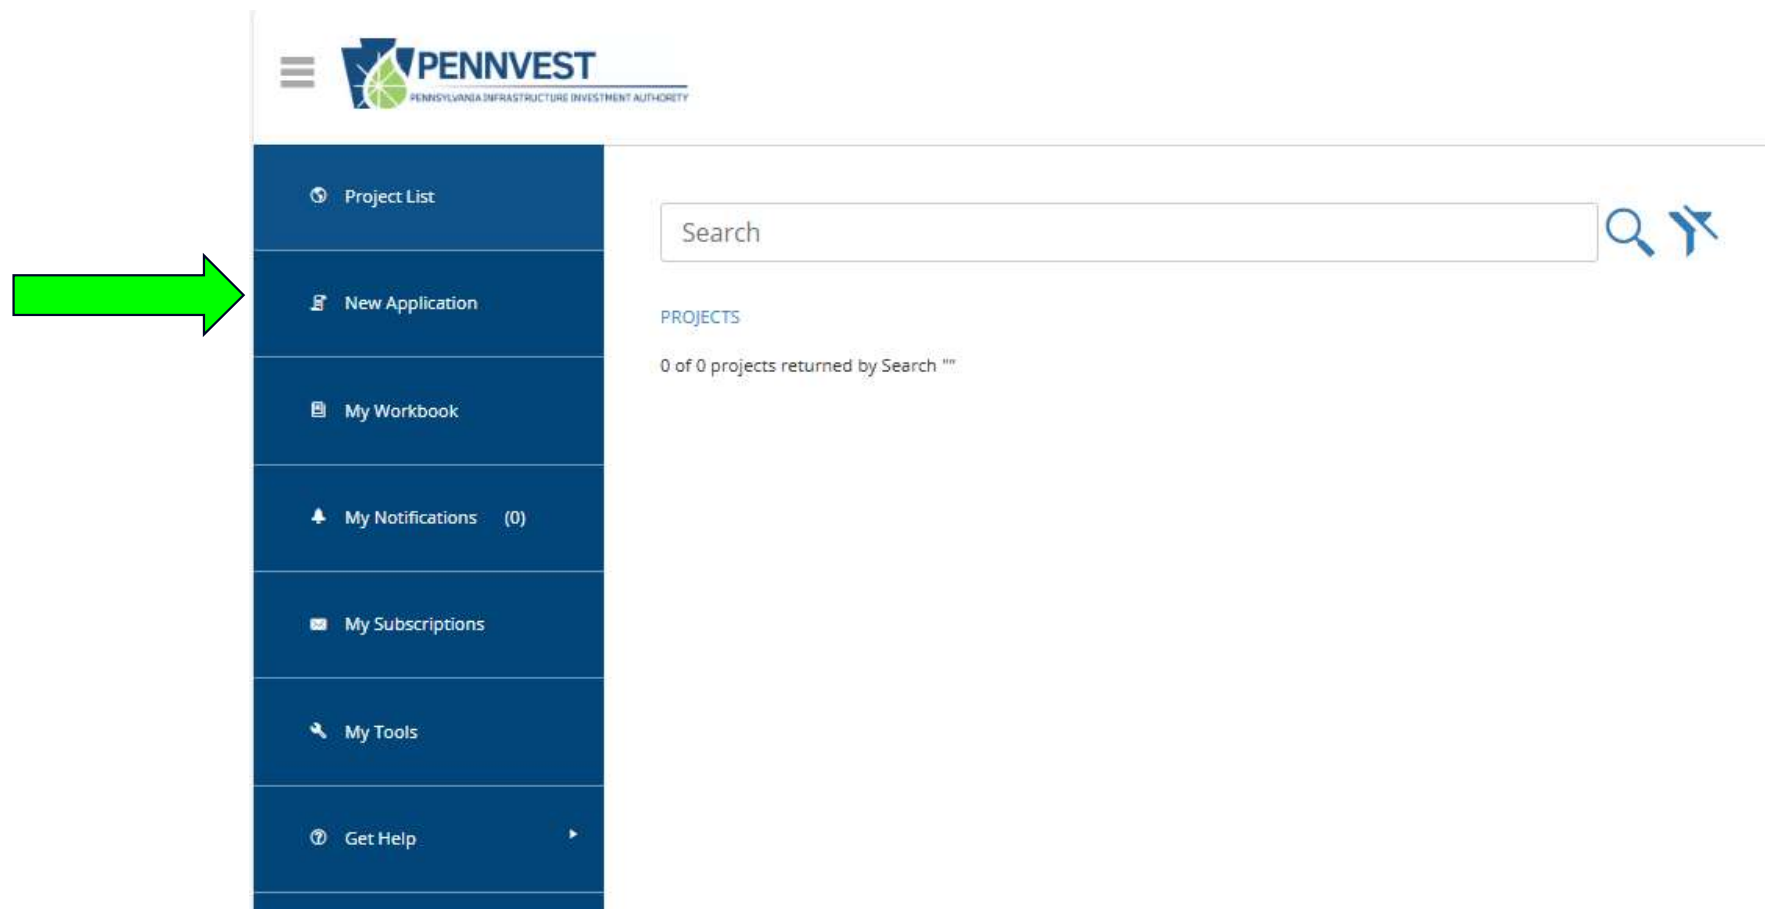 PENNVEST
PENNSYLVANIA INFRASTRUCTURE INVESTMENT AUTHORITY
Project List
New Application
My Workbook
My Notifications (0)
My Subscriptions
My Tools
Get Help
Search
PROJECTS
0 of 0 projects returned by Search ""